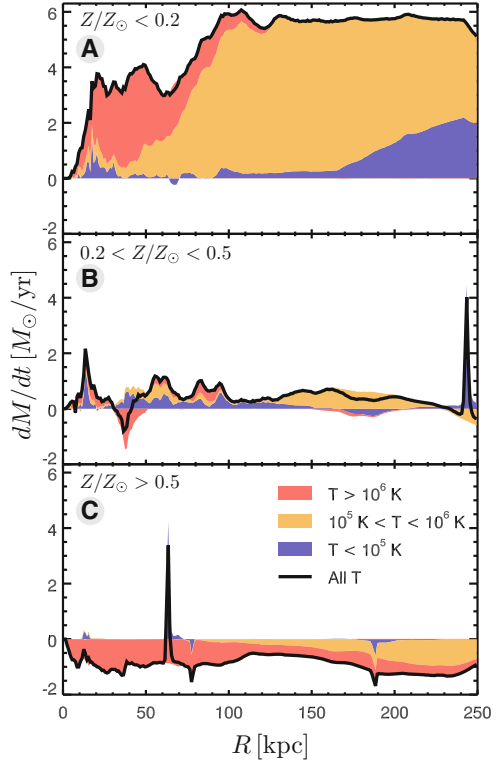 Z/Z⊙ < 0.2
A
6
4
2
0
-2
0.2 < Z/Z⊙ < 0.5
B
6
4
2
0
-2
dM/dt [M⊙/yr]
Z/Z⊙ > 0.5
C
6
4
2
0
-2
T > 10⁶ K
10⁵ K < T < 10⁶ K
T < 10⁵ K
All T
0 50 100 150 200 250
R [kpc]